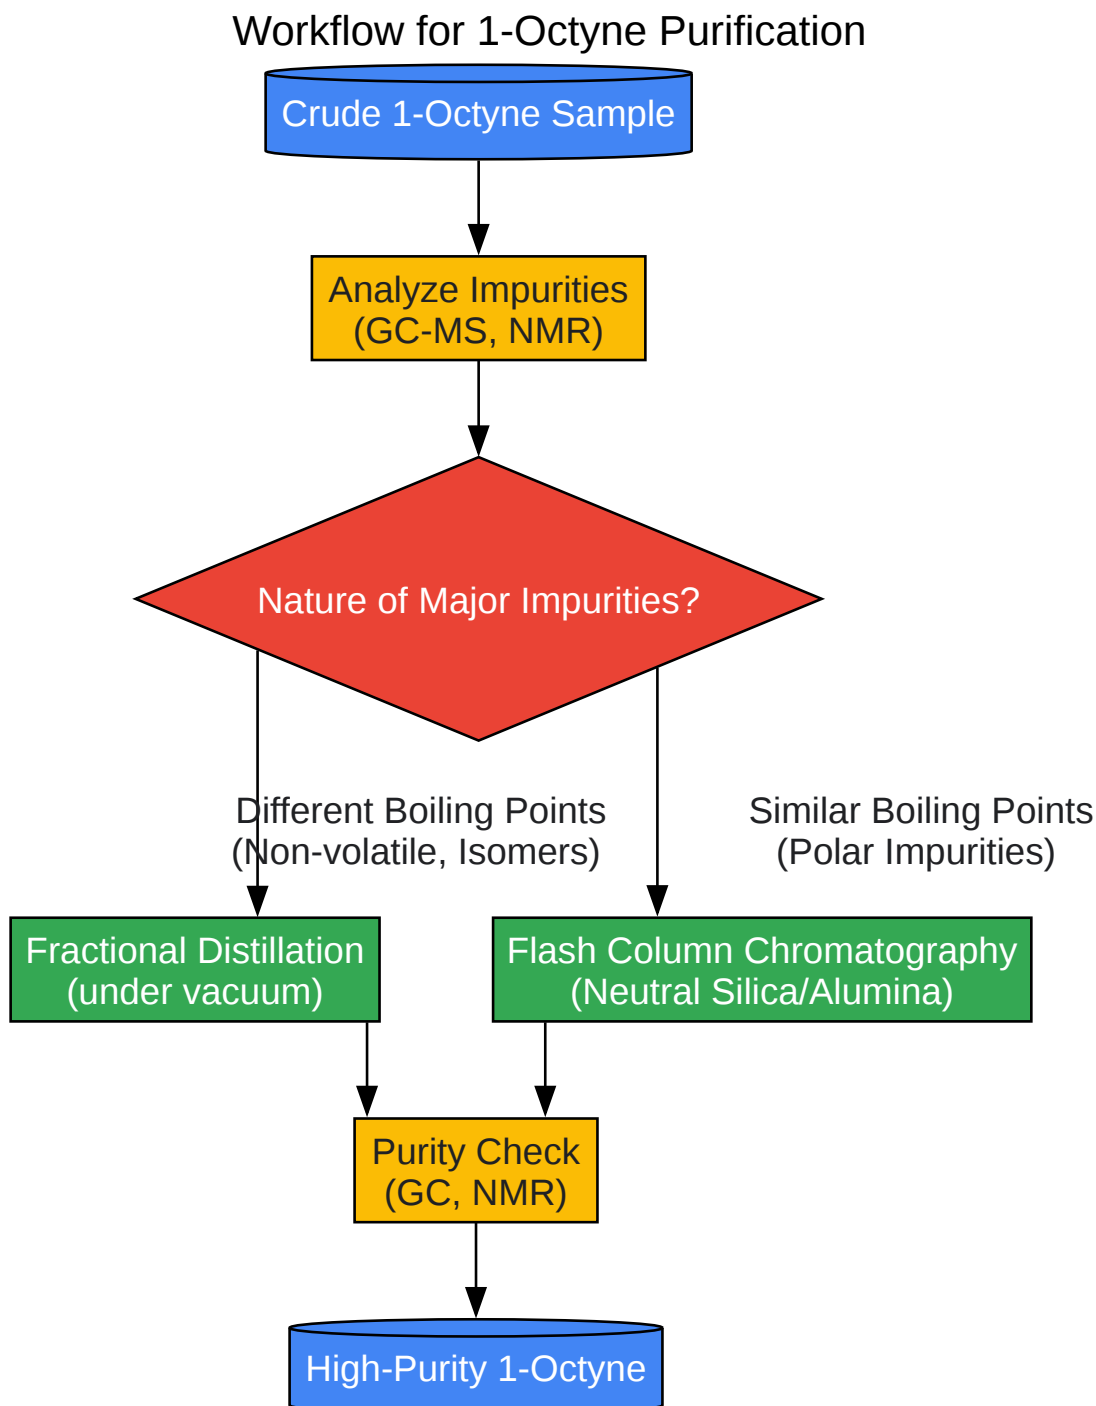 Workflow for 1-Octyne Purification
Crude 1-Octyne Sample
Analyze Impurities
(GC-MS, NMR)
Nature of Major Impurities?
Different Boiling Points
(Non-volatile, Isomers)
Similar Boiling Points
(Polar Impurities)
Fractional Distillation
(under vacuum)
Flash Column Chromatography
(Neutral Silica/Alumina)
Purity Check
(GC, NMR)
High-Purity 1-Octyne